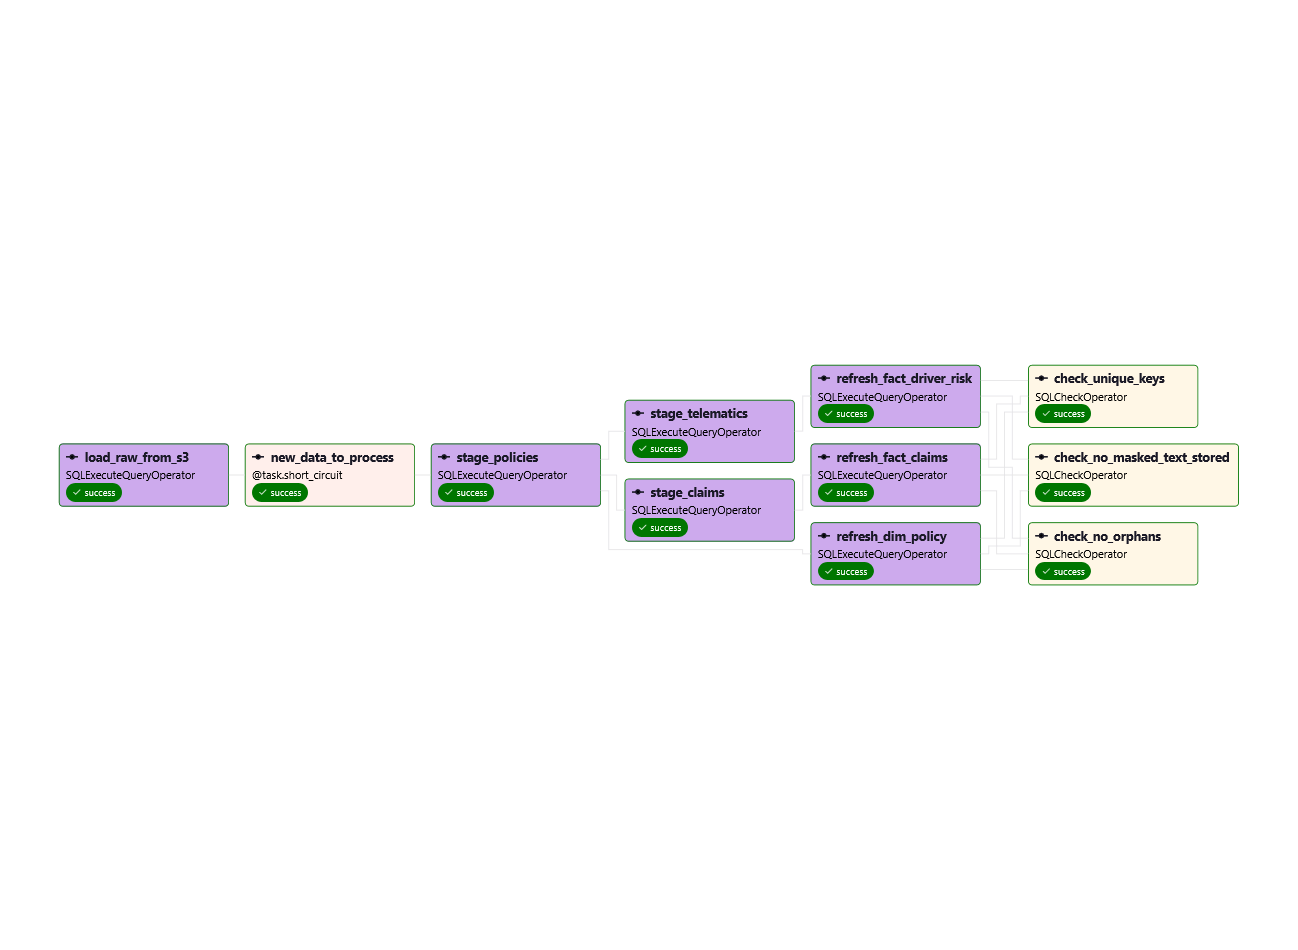 load_raw_from_s3
SQLExecuteQueryOperator
success
new_data_to_process
@task.short_circuit
success
stage_policies
SQLExecuteQueryOperator
success
stage_telematics
SQLExecuteQueryOperator
success
stage_claims
SQLExecuteQueryOperator
success
refresh_fact_driver_risk
SQLExecuteQueryOperator
success
refresh_fact_claims
SQLExecuteQueryOperator
success
refresh_dim_policy
SQLExecuteQueryOperator
success
check_unique_keys
SQLCheckOperator
success
check_no_masked_text_stored
SQLCheckOperator
success
check_no_orphans
SQLCheckOperator
success